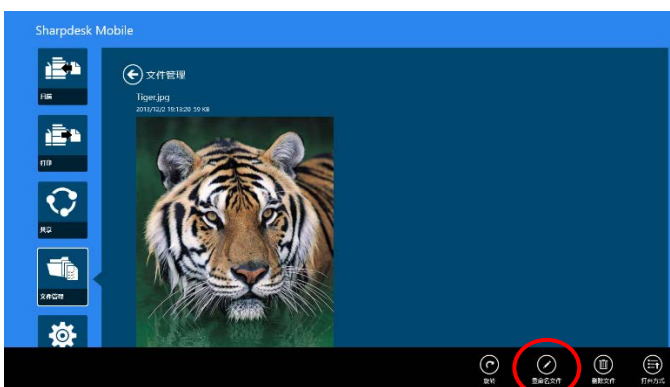 Sharpdesk Mobile
扫描
文件管理
Tiger.jpg
2013/12/2 19:13:20 59 KB
打印
共享
文件管理
旋转
重命名文件
删除文件
打开方式